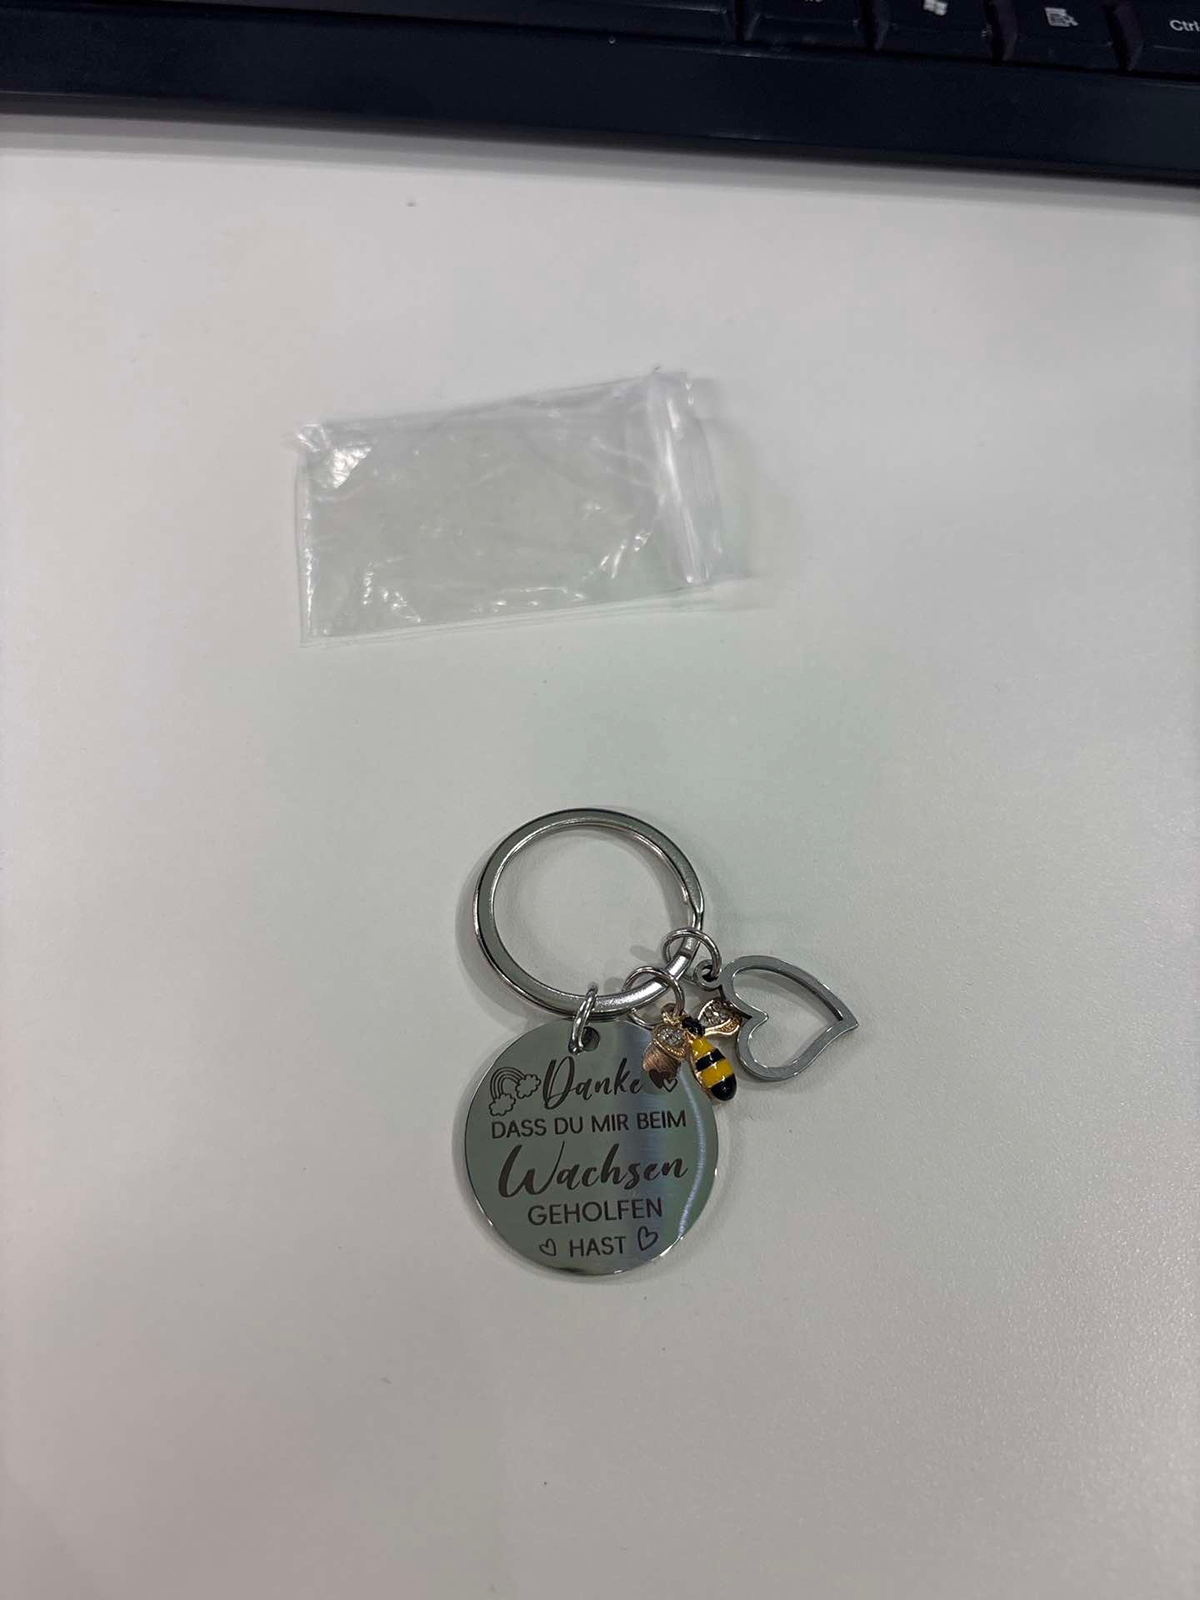 Ctrl
Danke
DASS DU MIR BEIM
Wachsen
GEHOLFEN
HAST